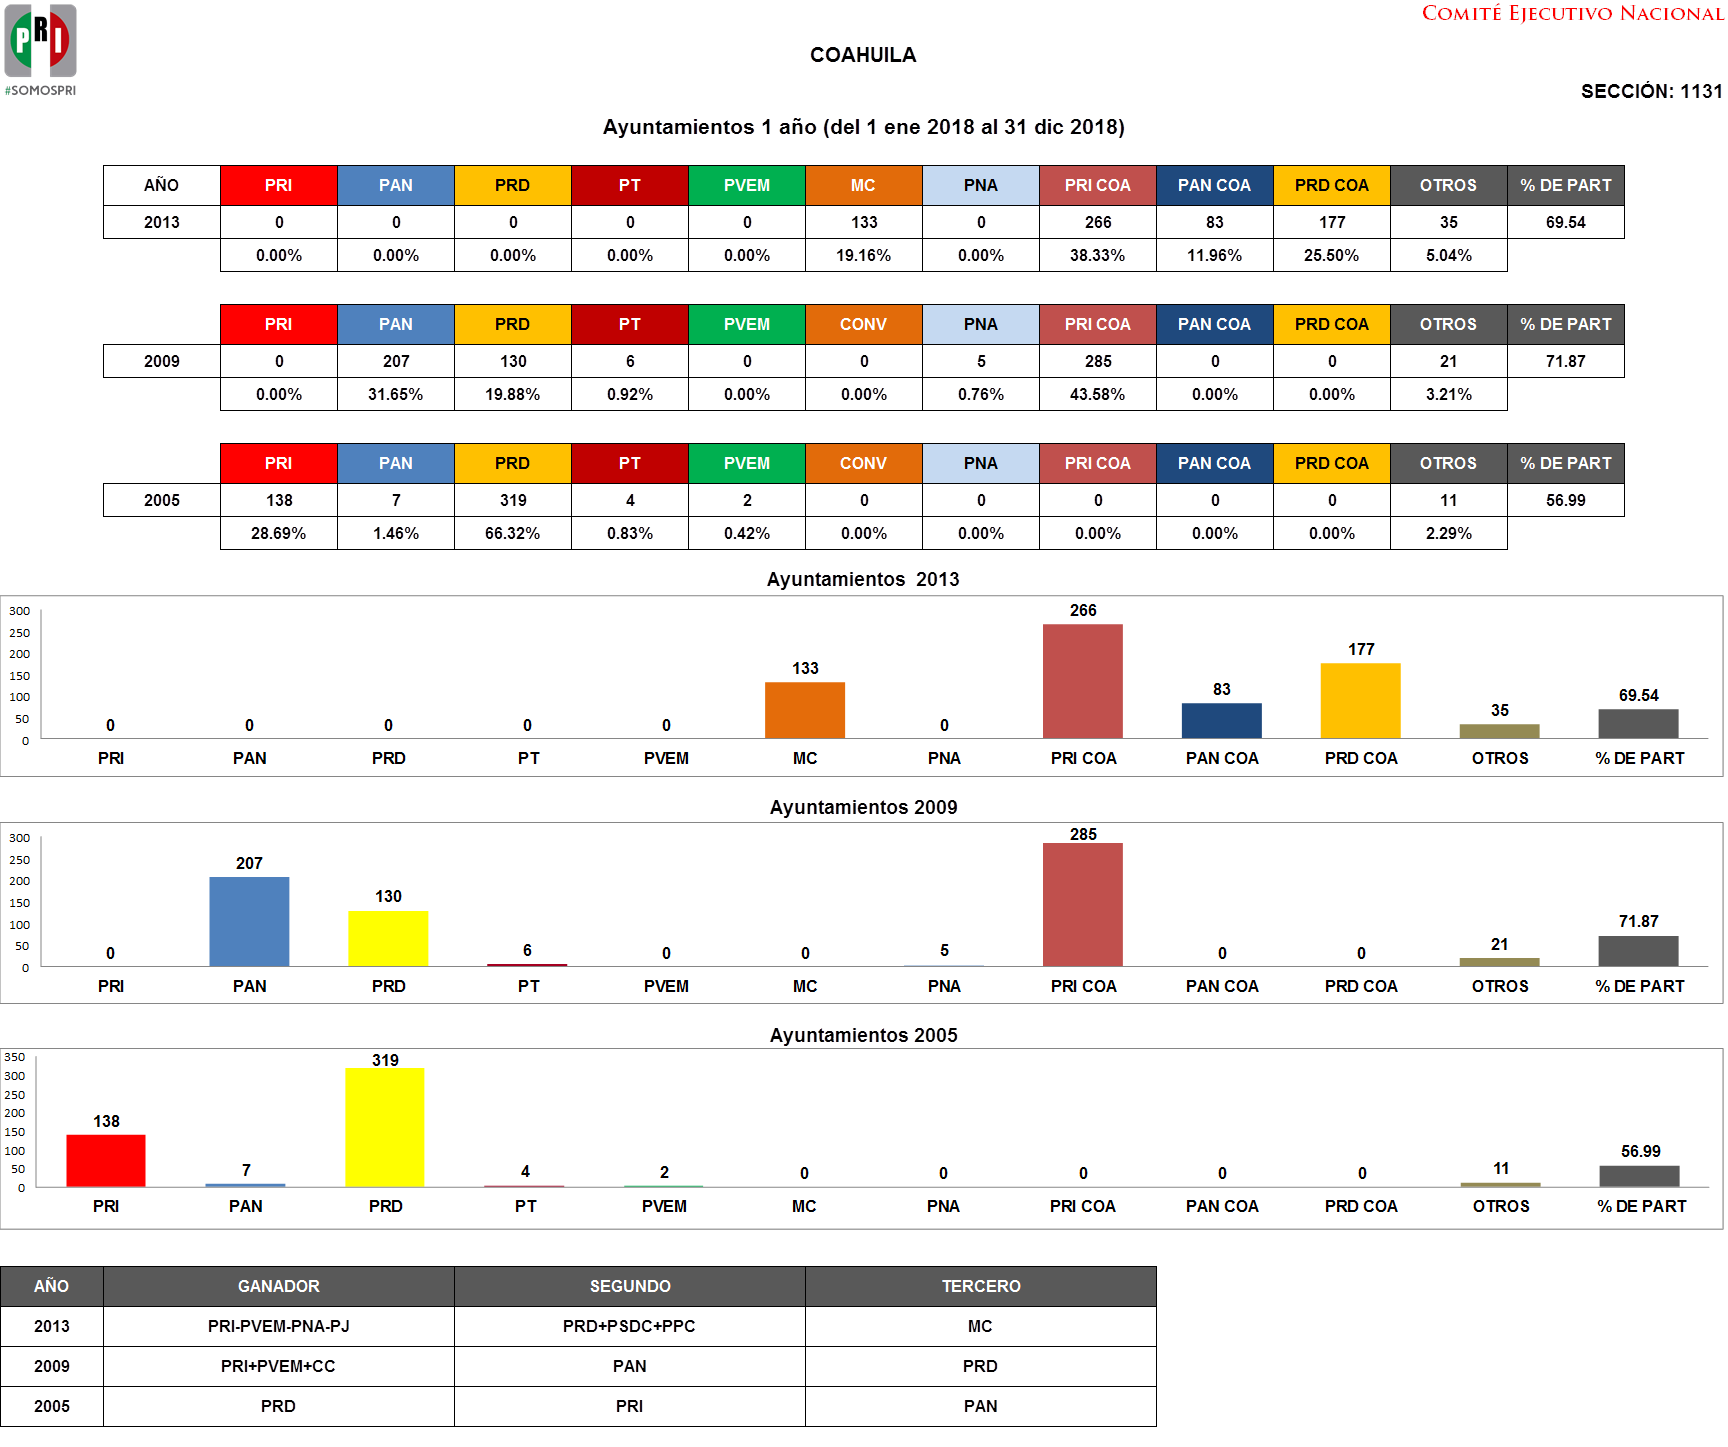 COMITÉ EJECUTIVO NACIONAL
PRI
#SOMOSPRI
COAHUILA
SECCIÓN: 1131
Ayuntamientos 1 año (del 1 ene 2018 al 31 dic 2018)
AÑO PRI PAN PRD PT PVEM MC PNA PRI COA PAN COA PRD COA OTROS % DE PART
2013 0 0 0 0 0 133 0 266 83 177 35 69.54
0.00% 0.00% 0.00% 0.00% 0.00% 19.16% 0.00% 38.33% 11.96% 25.50% 5.04%
PRI PAN PRD PT PVEM CONV PNA PRI COA PAN COA PRD COA OTROS % DE PART
2009 0 207 130 6 0 0 5 285 0 0 21 71.87
0.00% 31.65% 19.88% 0.92% 0.00% 0.00% 0.76% 43.58% 0.00% 0.00% 3.21%
PRI PAN PRD PT PVEM CONV PNA PRI COA PAN COA PRD COA OTROS % DE PART
2005 138 7 319 4 2 0 0 0 0 0 11 56.99
28.69% 1.46% 66.32% 0.83% 0.42% 0.00% 0.00% 0.00% 0.00% 0.00% 2.29%
Ayuntamientos  2013
300
250
200
150
100
50
0
0 0 0 0 0 133 0 266 83 177 35 69.54
PRI PAN PRD PT PVEM MC PNA PRI COA PAN COA PRD COA OTROS % DE PART
Ayuntamientos 2009
300
250
200
150
100
50
0
0 207 130 6 0 0 5 285 0 0 21 71.87
PRI PAN PRD PT PVEM MC PNA PRI COA PAN COA PRD COA OTROS % DE PART
Ayuntamientos 2005
350
300
250
200
150
100
50
0
138 7 319 4 2 0 0 0 0 0 11 56.99
PRI PAN PRD PT PVEM MC PNA PRI COA PAN COA PRD COA OTROS % DE PART
AÑO GANADOR SEGUNDO TERCERO
2013 PRI-PVEM-PNA-PJ PRD+PSDC+PPC MC
2009 PRI+PVEM+CC PAN PRD
2005 PRD PRI PAN